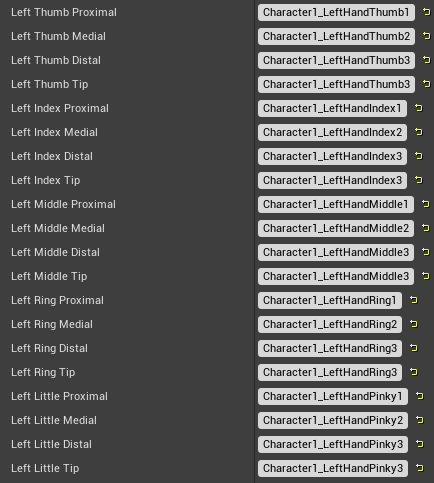 Left Thumb Proximal Character1_LeftHandThumb1
Left Thumb Medial Character1_LeftHandThumb2
Left Thumb Distal Character1_LeftHandThumb3
Left Thumb Tip Character1_LeftHandThumb3
Left Index Proximal Character1_LeftHandIndex1
Left Index Medial Character1_LeftHandIndex2
Left Index Distal Character1_LeftHandIndex3
Left Index Tip Character1_LeftHandIndex3
Left Middle Proximal Character1_LeftHandMiddle1
Left Middle Medial Character1_LeftHandMiddle2
Left Middle Distal Character1_LeftHandMiddle3
Left Middle Tip Character1_LeftHandMiddle3
Left Ring Proximal Character1_LeftHandRing1
Left Ring Medial Character1_LeftHandRing2
Left Ring Distal Character1_LeftHandRing3
Left Ring Tip Character1_LeftHandRing3
Left Little Proximal Character1_LeftHandPinky1
Left Little Medial Character1_LeftHandPinky2
Left Little Distal Character1_LeftHandPinky3
Left Little Tip Character1_LeftHandPinky3